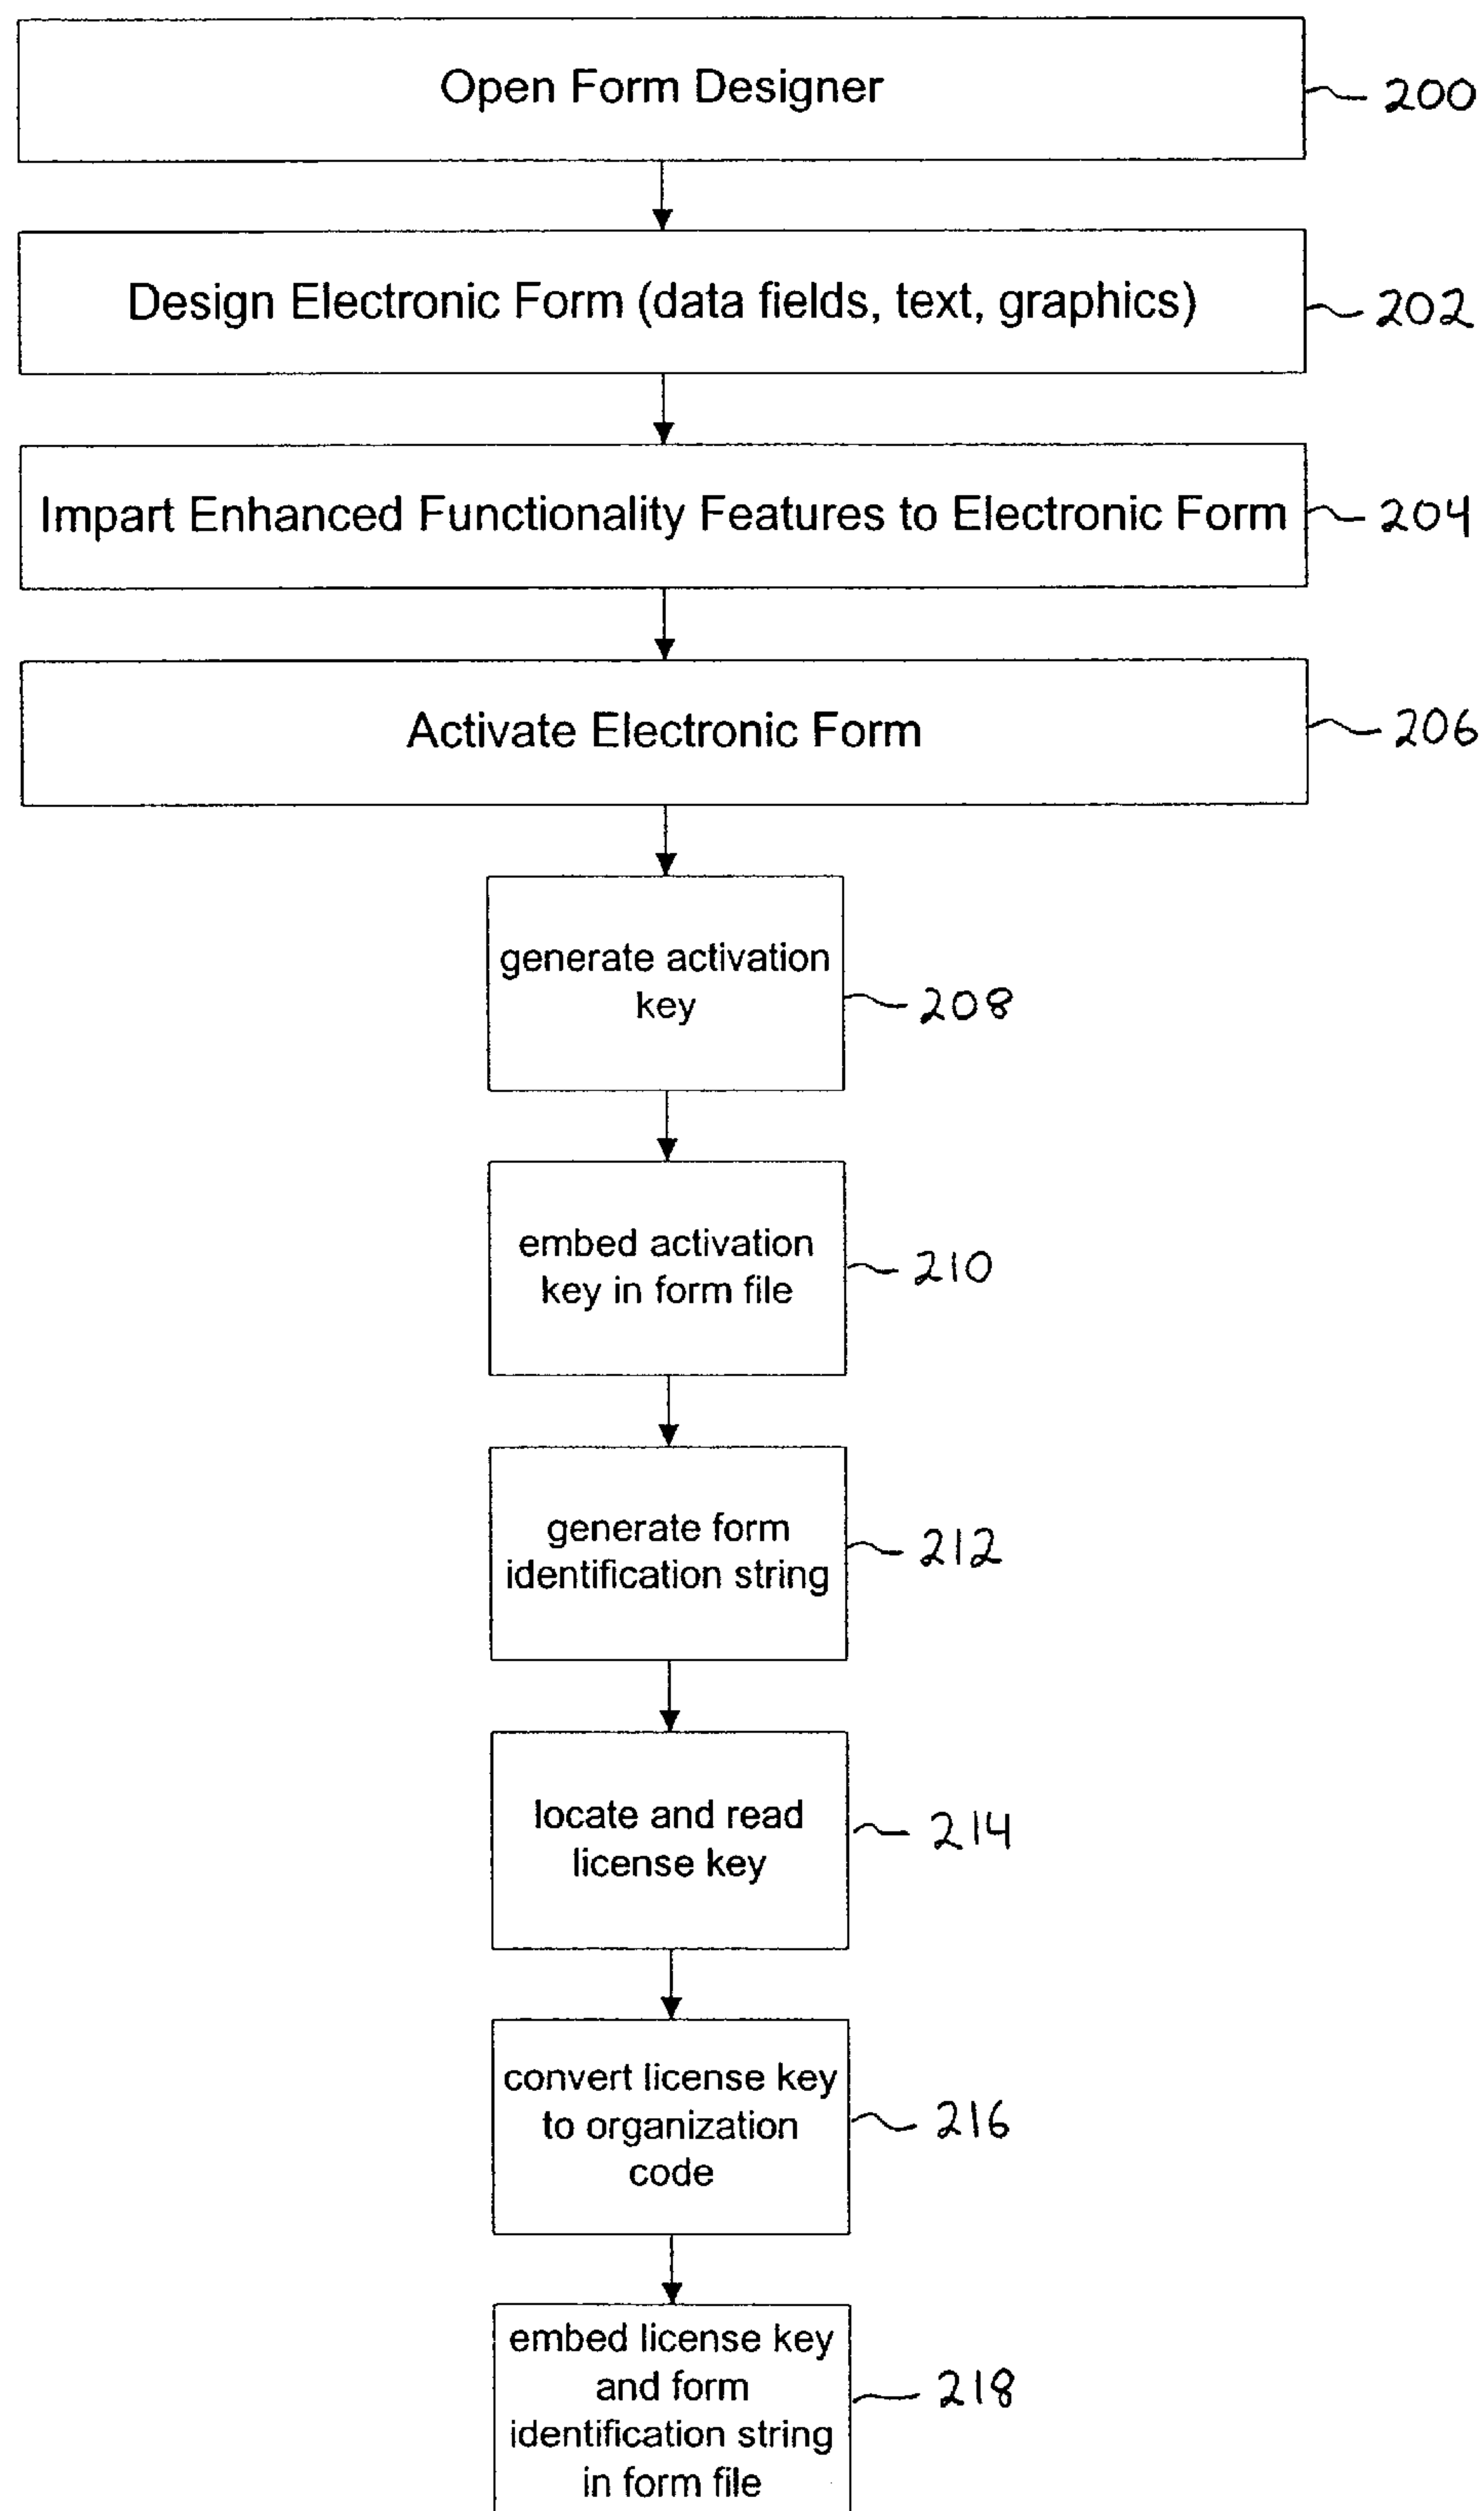 Open Form Designer
200
Design Electronic Form (data fields, text, graphics)
202
Impart Enhanced Functionality Features to Electronic Form
204
Activate Electronic Form
206
generate activation
key
208
embed activation
key in form file
210
generate form
identification string
212
locate and read
license key
214
convert license key
to organization
code
216
embed license key
and form
identification string
in form file
218